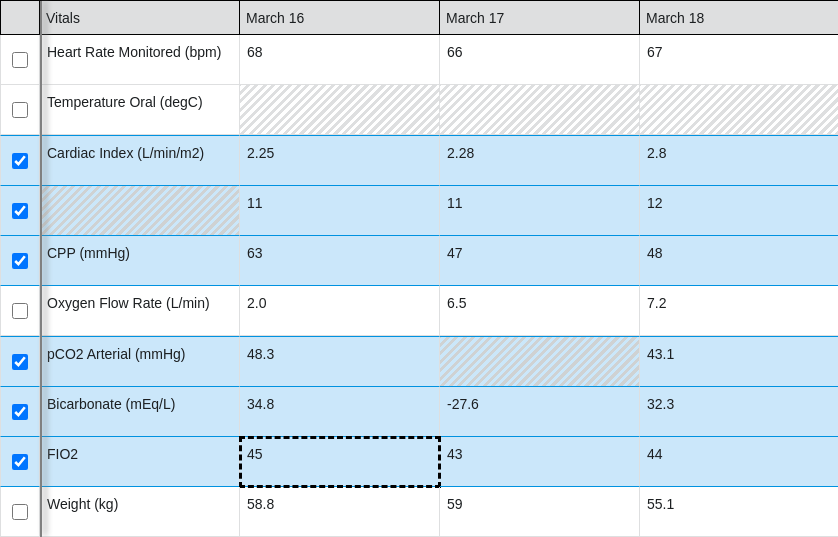 Vitals March 16 March 17 March 18
Heart Rate Monitored (bpm) 68 66 67
Temperature Oral (degC)
Cardiac Index (L/min/m2) 2.25 2.28 2.8
11 11 12
CPP (mmHg) 63 47 48
Oxygen Flow Rate (L/min) 2.0 6.5 7.2
pCO2 Arterial (mmHg) 48.3 43.1
Bicarbonate (mEq/L) 34.8 -27.6 32.3
FIO2 45 43 44
Weight (kg) 58.8 59 55.1